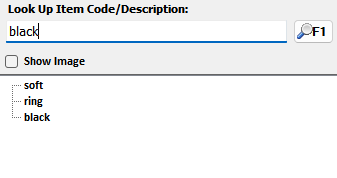 Look Up Item Code/Description:
black
F1
Show Image
soft
ring
black